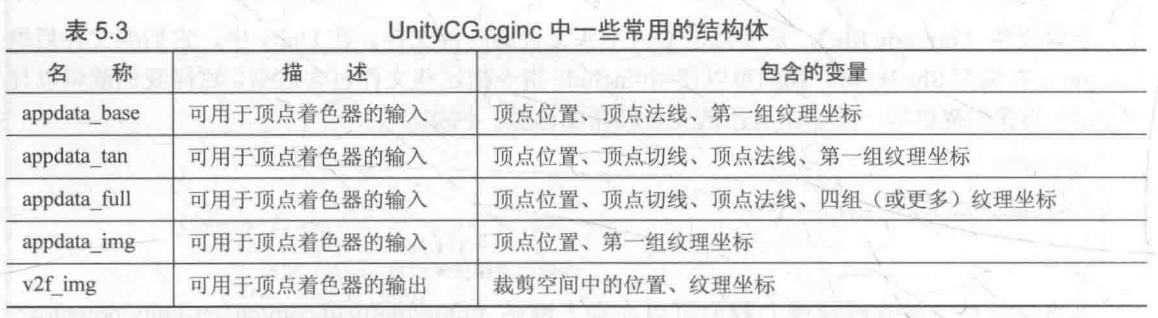 表 5.3 UnityCG.cginc 中一些常用的结构体
名 称 描 述 包含的变量
appdata_base 可用于顶点着色器的输入 顶点位置、顶点法线、第一组纹理坐标
appdata_tan 可用于顶点着色器的输入 顶点位置、顶点切线、顶点法线、第一组纹理坐标
appdata_full 可用于顶点着色器的输入 顶点位置、顶点切线、顶点法线、四组（或更多）纹理坐标
appdata_img 可用于顶点着色器的输入 顶点位置、第一组纹理坐标
v2f_img 可用于顶点着色器的输出 裁剪空间中的位置、纹理坐标